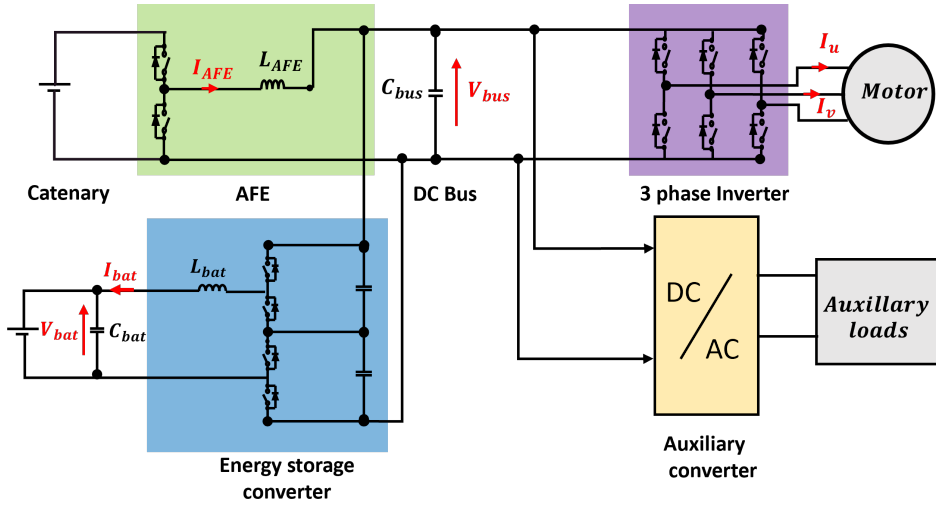 I_AFE
L_AFE
C_bus
V_bus
I_u
I_v
Motor
Catenary
AFE
DC Bus
3 phase Inverter
I_bat
L_bat
V_bat
C_bat
DC
AC
Auxillary
loads
Energy storage
converter
Auxiliary
converter